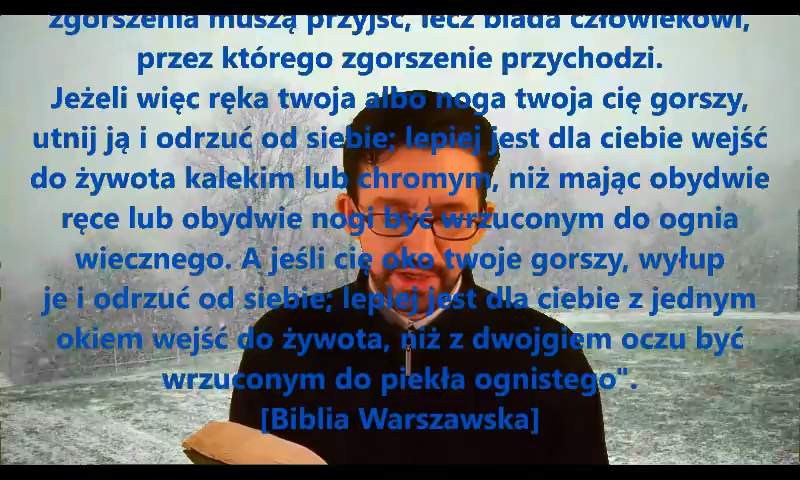 zgorszenia muszą przyjść, lecz biada człowiekowi,
przez którego zgorszenie przychodzi.
Jeżeli więc ręka twoja albo noga twoja cię gorszy,
utnij ją i odrzuć od siebie; lepiej jest dla ciebie wejść
do żywota kalekim lub chromym, niż mając obydwie
ręce lub obydwie nogi być wrzuconym do ognia
wiecznego. A jeśli cię oko twoje gorszy, wyłup
je i odrzuć od siebie; lepiej jest dla ciebie z jednym
okiem wejść do żywota, niż z dwojgiem oczu być
wrzuconym do piekła ognistego".
[Biblia Warszawska]